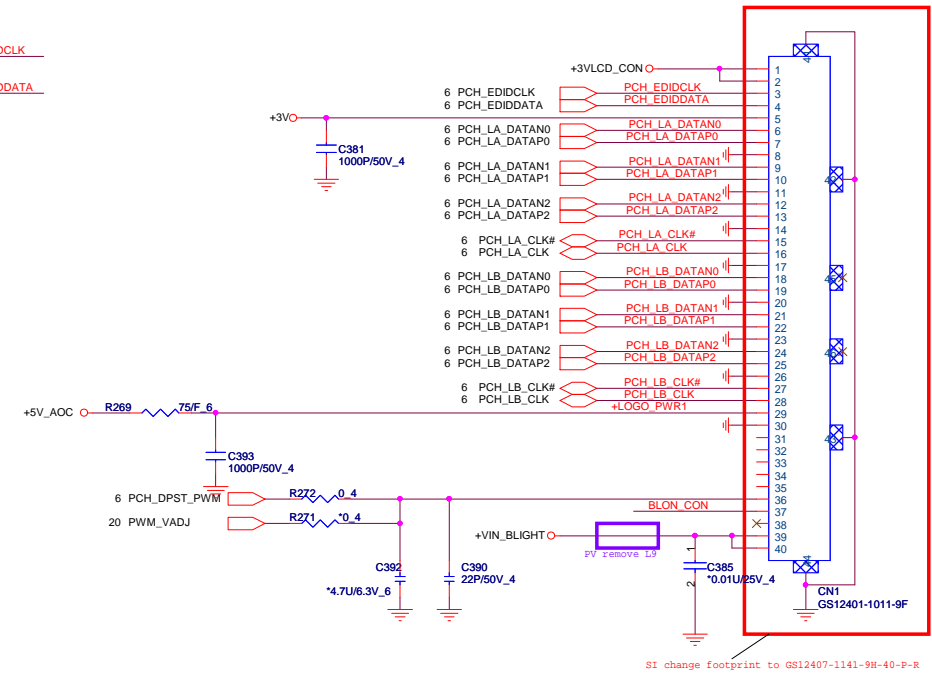 DCLK
DDATA
+3VLCD_CON
6 PCH_EDIDCLK PCH_EDIDCLK
6 PCH_EDIDDATA PCH_EDIDDATA
+3V
C381
1000P/50V_4
6 PCH_LA_DATAN0 PCH_LA_DATAN0
6 PCH_LA_DATAP0 PCH_LA_DATAP0
6 PCH_LA_DATAN1 PCH_LA_DATAN1
6 PCH_LA_DATAP1 PCH_LA_DATAP1
6 PCH_LA_DATAN2 PCH_LA_DATAN2
6 PCH_LA_DATAP2 PCH_LA_DATAP2
6 PCH_LA_CLK# PCH_LA_CLK#
6 PCH_LA_CLK PCH_LA_CLK
6 PCH_LB_DATAN0 PCH_LB_DATAN0
6 PCH_LB_DATAP0 PCH_LB_DATAP0
6 PCH_LB_DATAN1 PCH_LB_DATAN1
6 PCH_LB_DATAP1 PCH_LB_DATAP1
6 PCH_LB_DATAN2 PCH_LB_DATAN2
6 PCH_LB_DATAP2 PCH_LB_DATAP2
6 PCH_LB_CLK# PCH_LB_CLK#
6 PCH_LB_CLK PCH_LB_CLK
+5V_AOC R269 75/F_6 +LOGO_PWR1
C393
1000P/50V_4
6 PCH_DPST_PWM R272 0_4
20 PWM_VADJ R271 *0_4
BLON_CON
+VIN_BLIGHT
PV remove L9
C392
*4.7U/6.3V_6
C390
22P/50V_4
1
C385
*0.01U/25V_4
2
1
2
3
4
5
6
7
8
9
10
11
12
13
14
15
16
17
18
19
20
21
22
23
24
25
26
27
28
29
30
31
32
33
34
35
36
37
38
39
40
41
43
CN1
GS12401-1011-9F
SI change footprint to GS12407-1141-9H-40-P-R